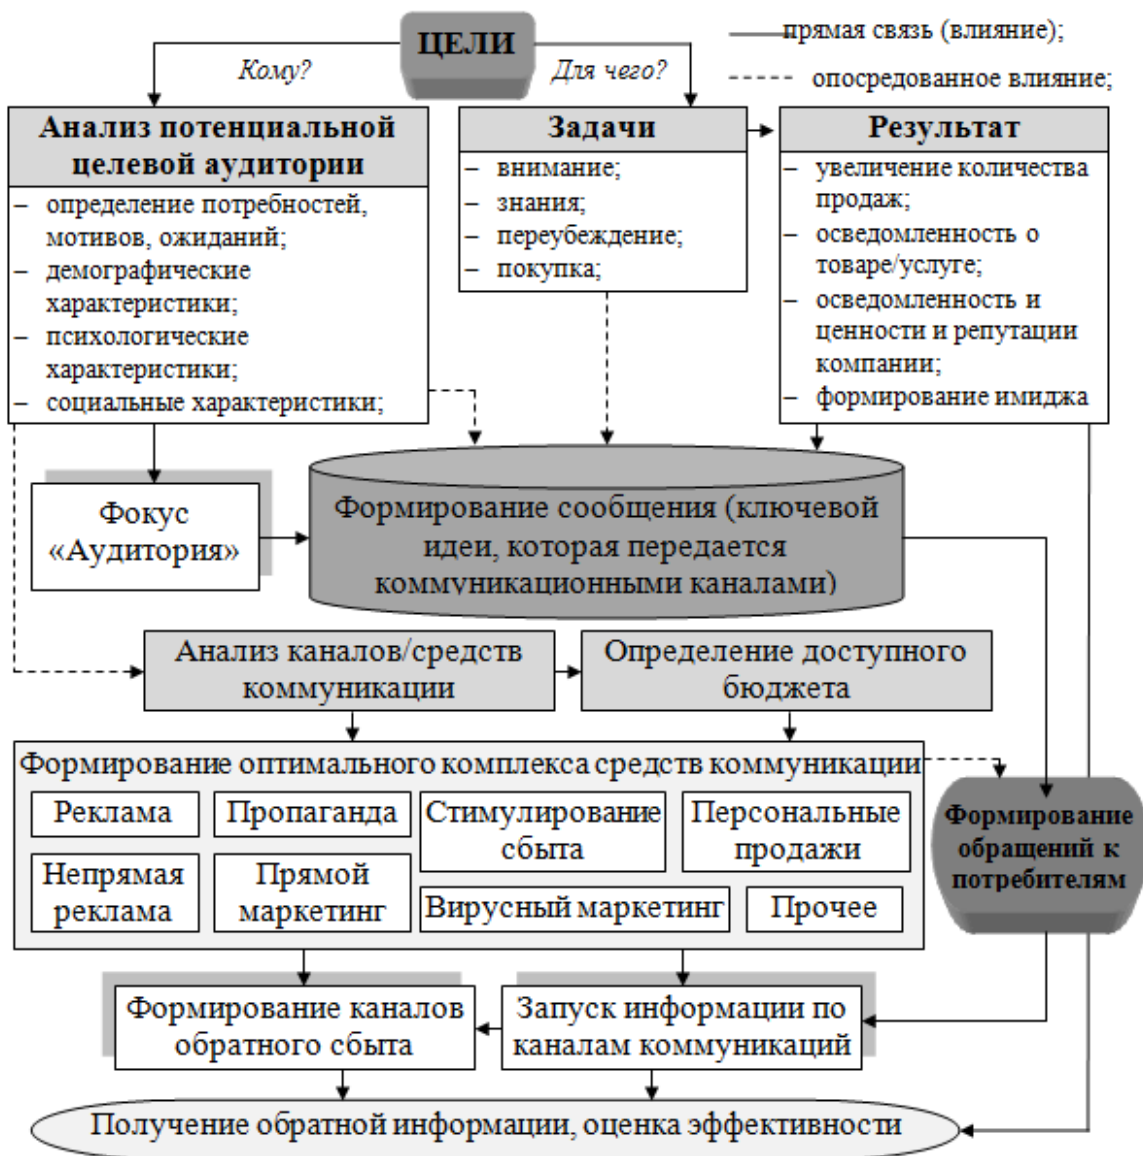 ЦЕЛИ
прямая связь (влияние);
Кому?
Для чего?
опосредованное влияние;
Анализ потенциальной
целевой аудитории
– определение потребностей,
мотивов, ожиданий;
– демографические
характеристики;
– психологические
характеристики;
– социальные характеристики;
Задачи
– внимание;
– знания;
– переубеждение;
– покупка;
Результат
– увеличение количества
продаж;
– осведомленность о
товаре/услуге;
– осведомленность и
ценности и репутации
компании;
– формирование имиджа
Фокус
«Аудитория»
Формирование сообщения (ключевой
идеи, которая передается
коммуникационными каналами)
Анализ каналов/средств
коммуникации
Определение доступного
бюджета
Формирование оптимального комплекса средств коммуникации
Реклама
Пропаганда
Стимулирование
сбыта
Персональные
продажи
Непрямая
реклама
Прямой
маркетинг
Вирусный маркетинг
Прочее
Формирование
обращений к
потребителям
Формирование каналов
обратного сбыта
Запуск информации по
каналам коммуникаций
Получение обратной информации, оценка эффективности